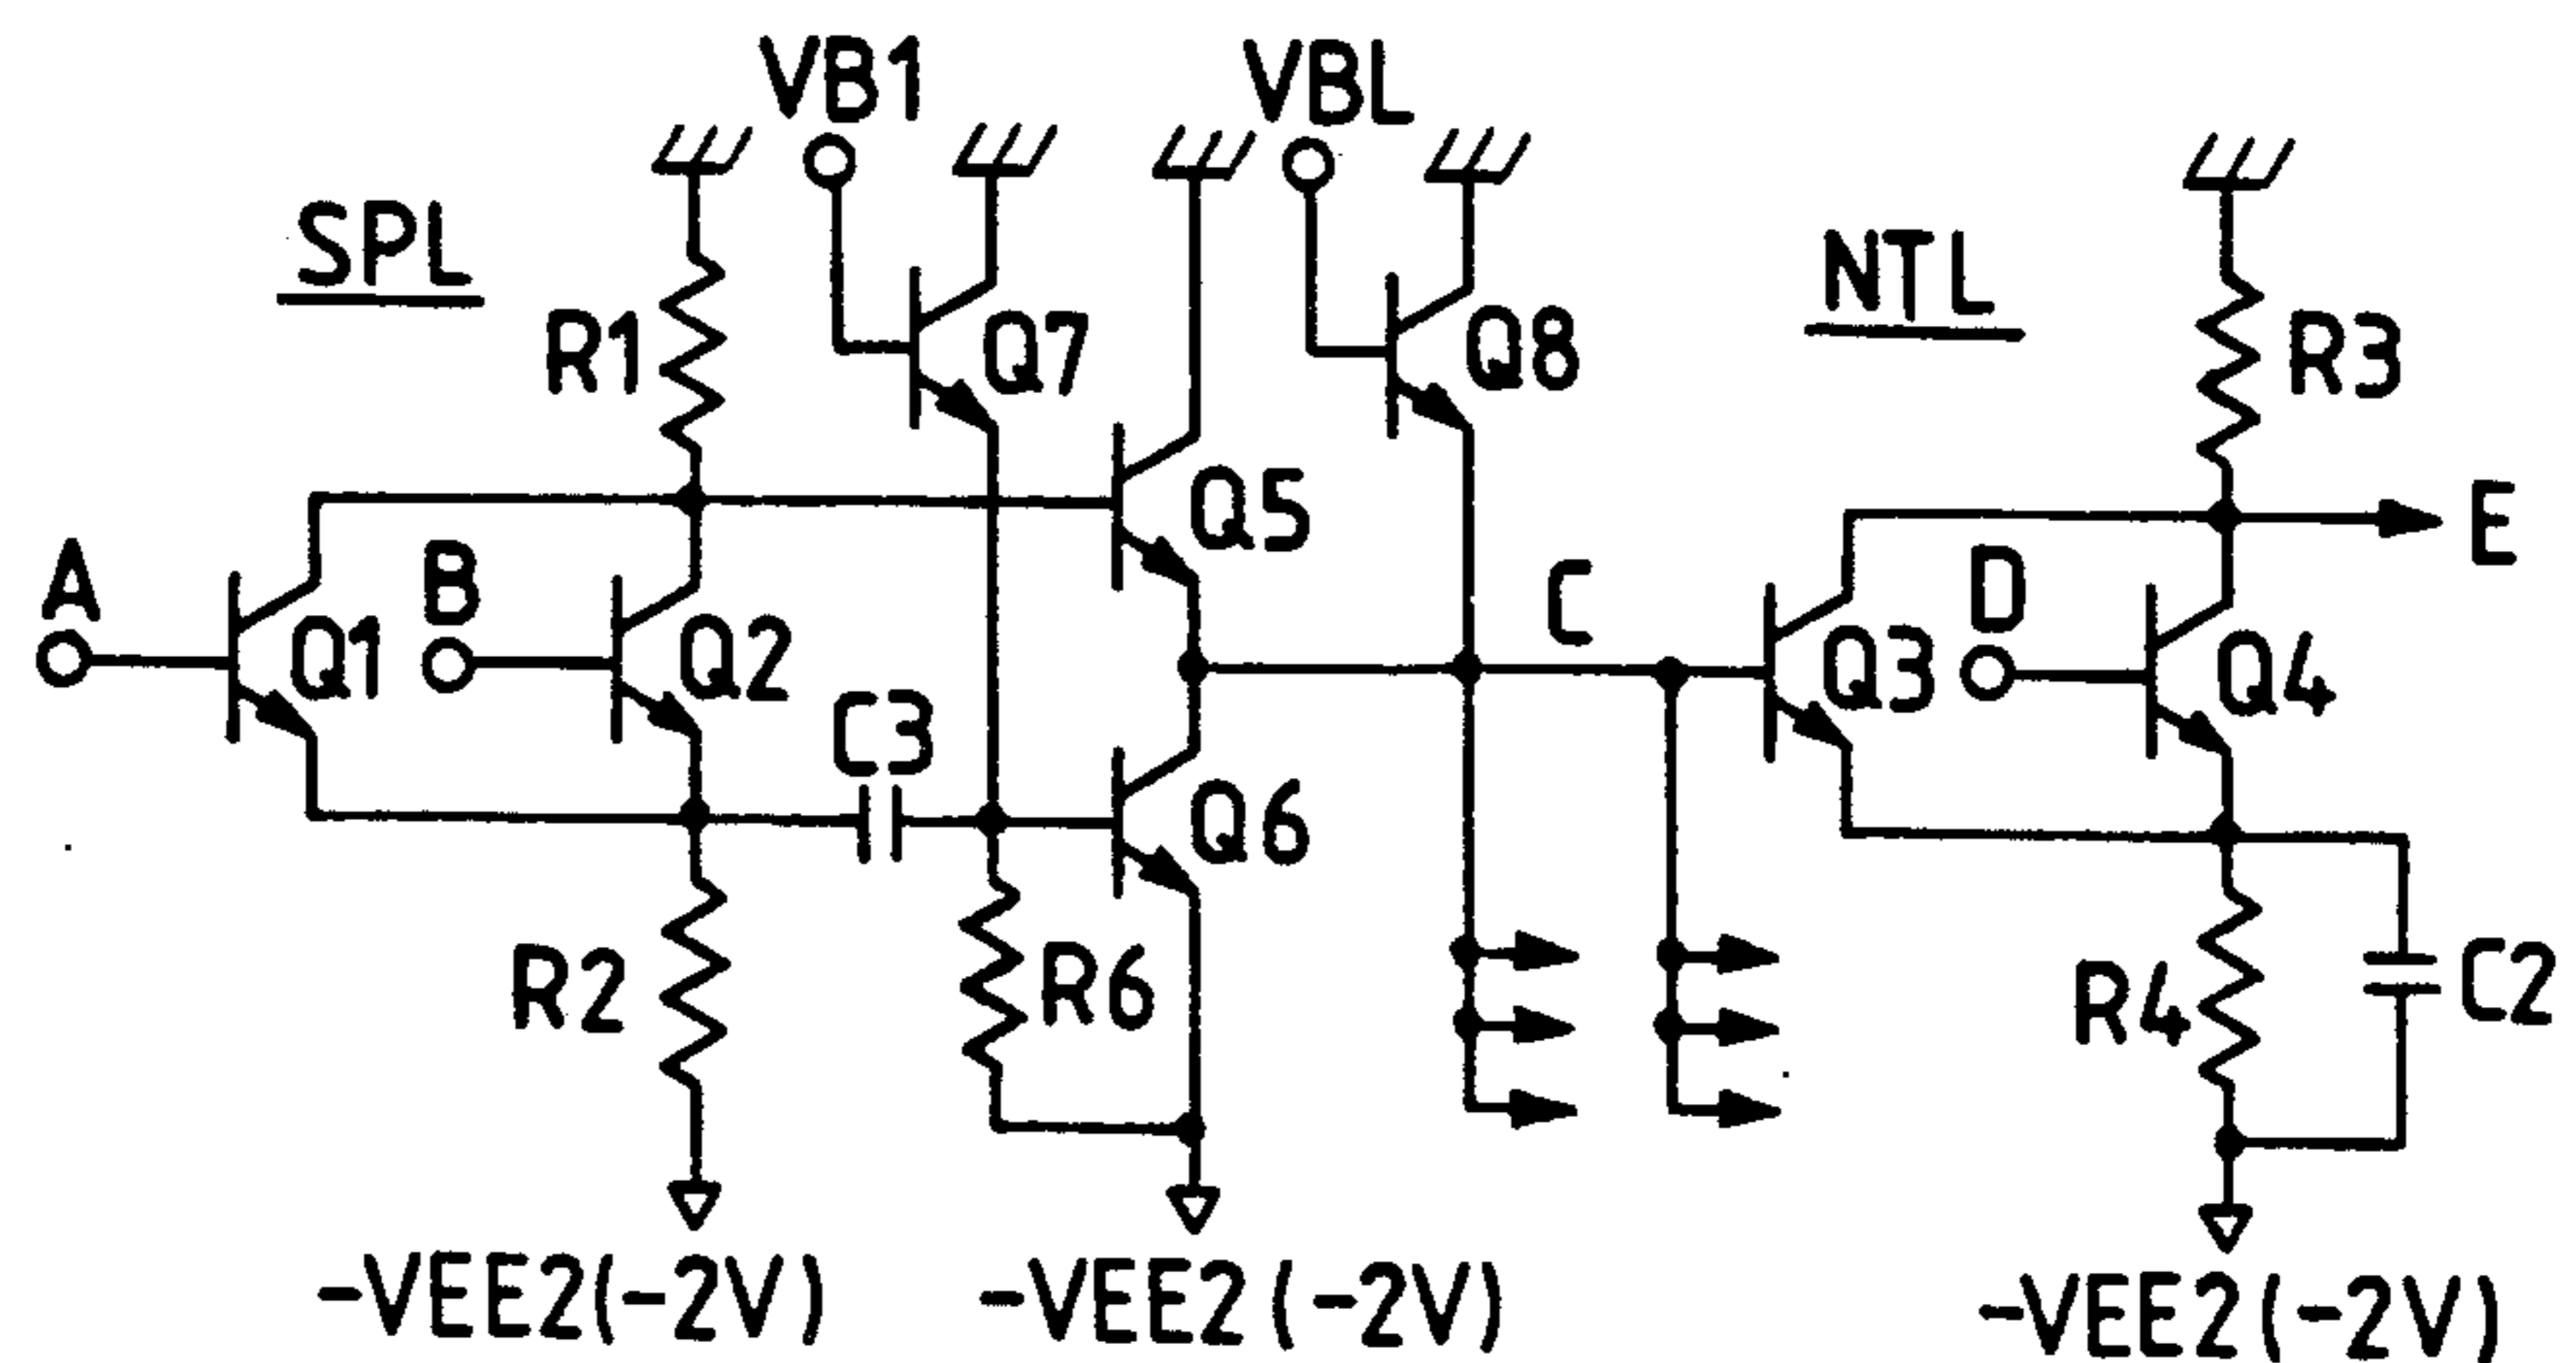 VB1
VBL
SPL
NTL
R1
Q7
Q8
R3
Q5
E
A
B
C
D
Q1
Q2
Q3
Q4
C3
Q6
R2
R6
R4
C2
-VEE2(-2V)
-VEE2(-2V)
-VEE2(-2V)